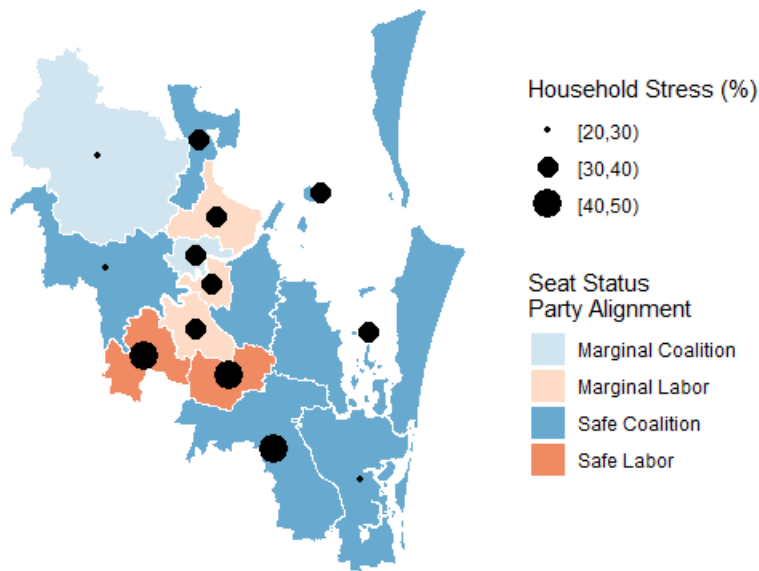 Household Stress (%)
[20,30)
[30,40)
[40,50)
Seat Status
Party Alignment
Marginal Coalition
Marginal Labor
Safe Coalition
Safe Labor